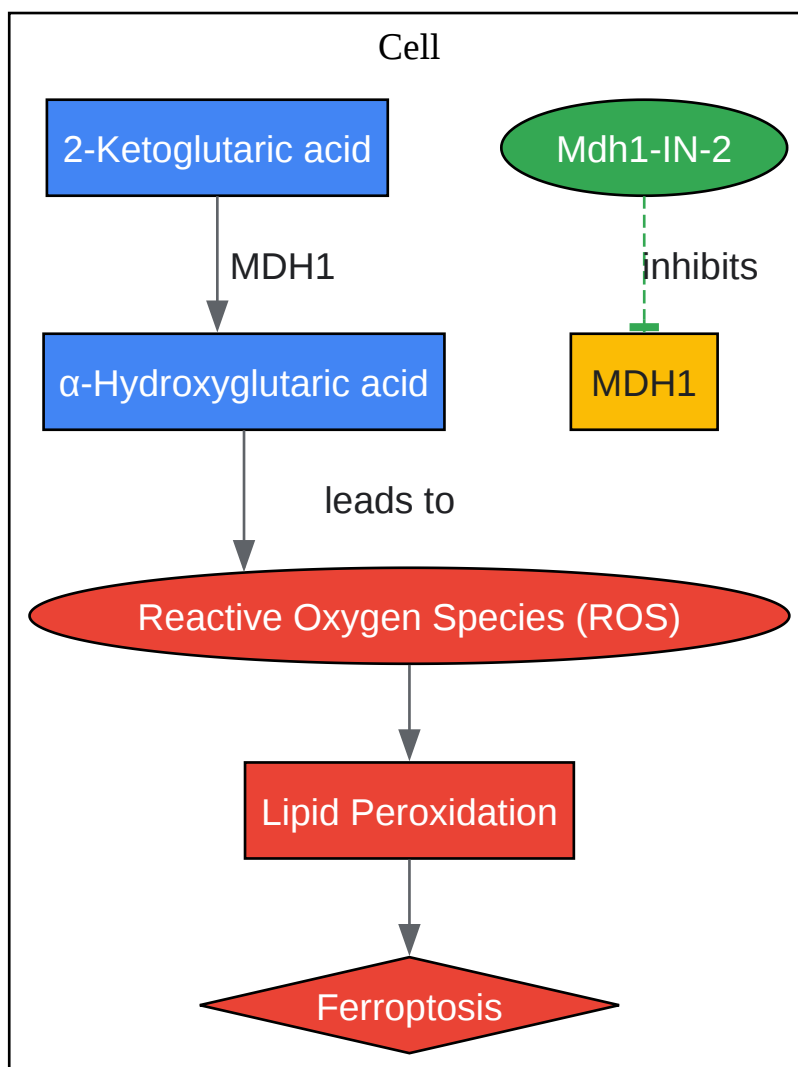 Cell
2-Ketoglutaric acid
Mdh1-IN-2
MDH1
inhibits
α-Hydroxyglutaric acid
MDH1
leads to
Reactive Oxygen Species (ROS)
Lipid Peroxidation
Ferroptosis